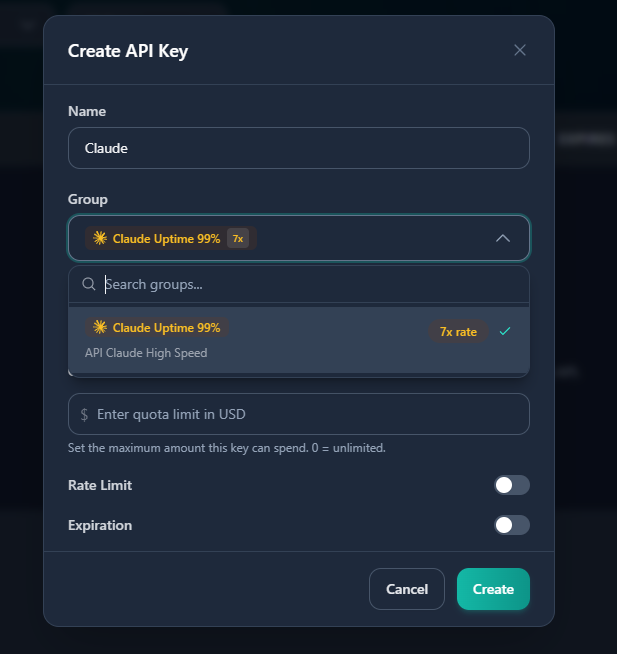 Create API Key
Name
Claude
Group
Claude Uptime 99% 7x
Search groups...
Claude Uptime 99%
7x rate
API Claude High Speed
$ Enter quota limit in USD
Set the maximum amount this key can spend. 0 = unlimited.
Rate Limit
Expiration
Cancel
Create